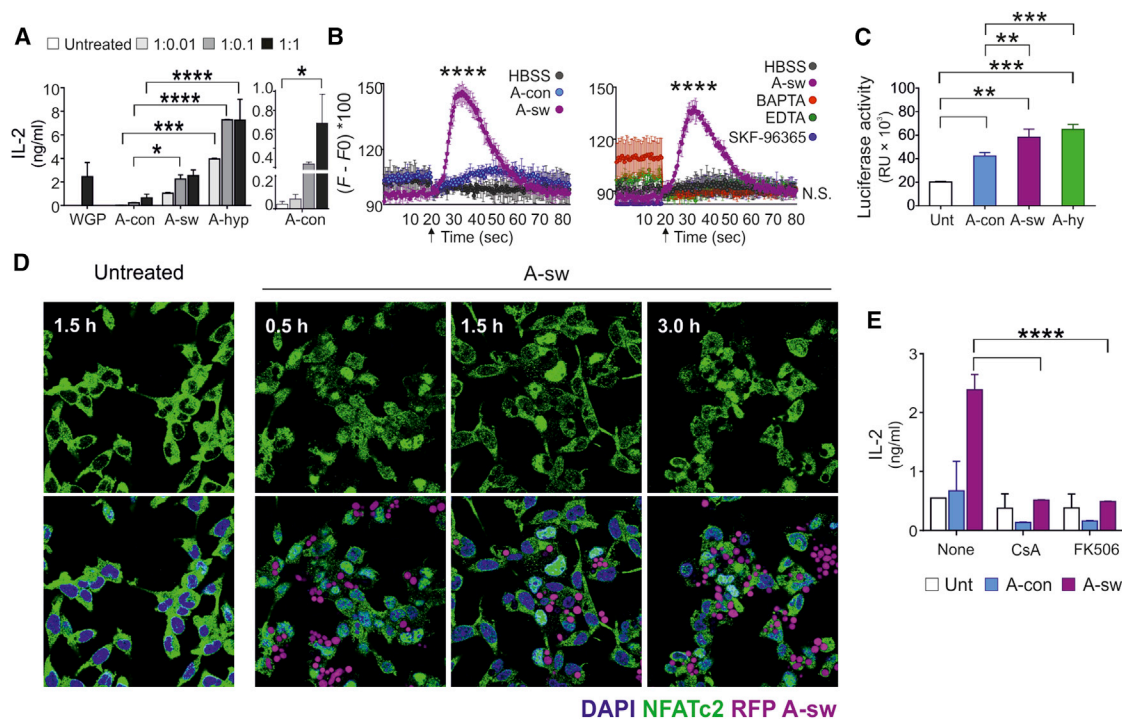 A
Untreated 1:0.01 1:0.1 1:1
IL-2
(ng/ml)
10
8
6
4
2
0
*
***
****
****
WGP A-con A-sw A-hyp
*
1.0
0.8
0.6
0.4
0.2
0
A-con
B
(F - F0) *100
150
120
90
****
HBSS
A-con
A-sw
10 20 30 40 50 60 70 80
↑ Time (sec)
150
120
90
****
HBSS
A-sw
BAPTA
EDTA
SKF-96365
N.S.
10 20 30 40 50 60 70 80
↑ Time (sec)
C
Luciferase activity
(RU × 10³)
100
80
60
40
20
0
***
**
***
**
Unt A-con A-sw A-hy
D
Untreated
A-sw
1.5 h
0.5 h
1.5 h
3.0 h
DAPI NFATc2 RFP A-sw
E
IL-2
(ng/ml)
3
2
1
0
****
None CsA FK506
Unt A-con A-sw